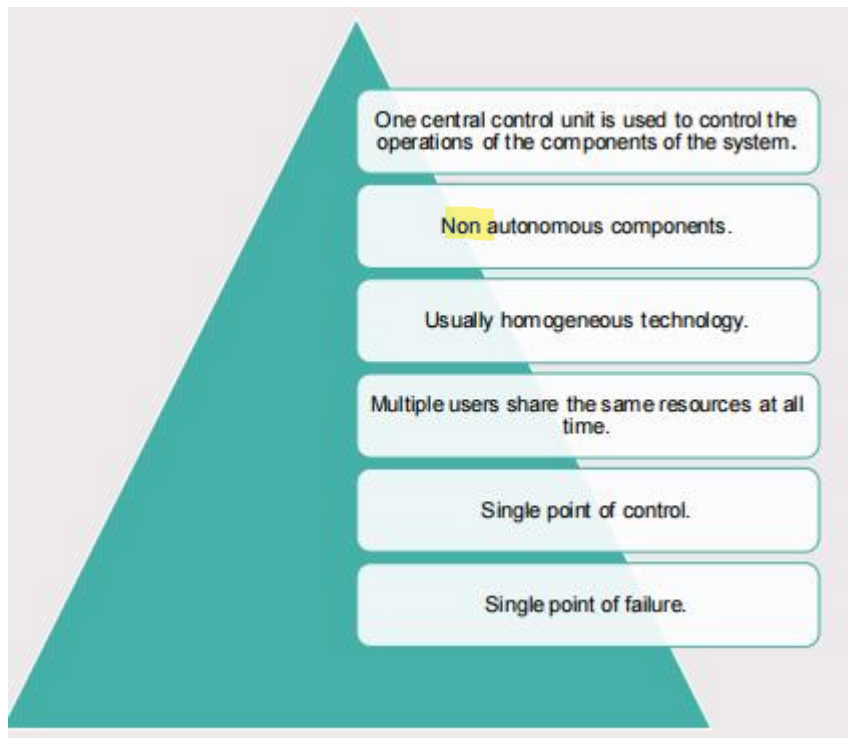 One central control unit is used to control the
operations of the components of the system.
Non autonomous components.
Usually homogeneous technology.
Multiple users share the same resources at all
time.
Single point of control.
Single point of failure.